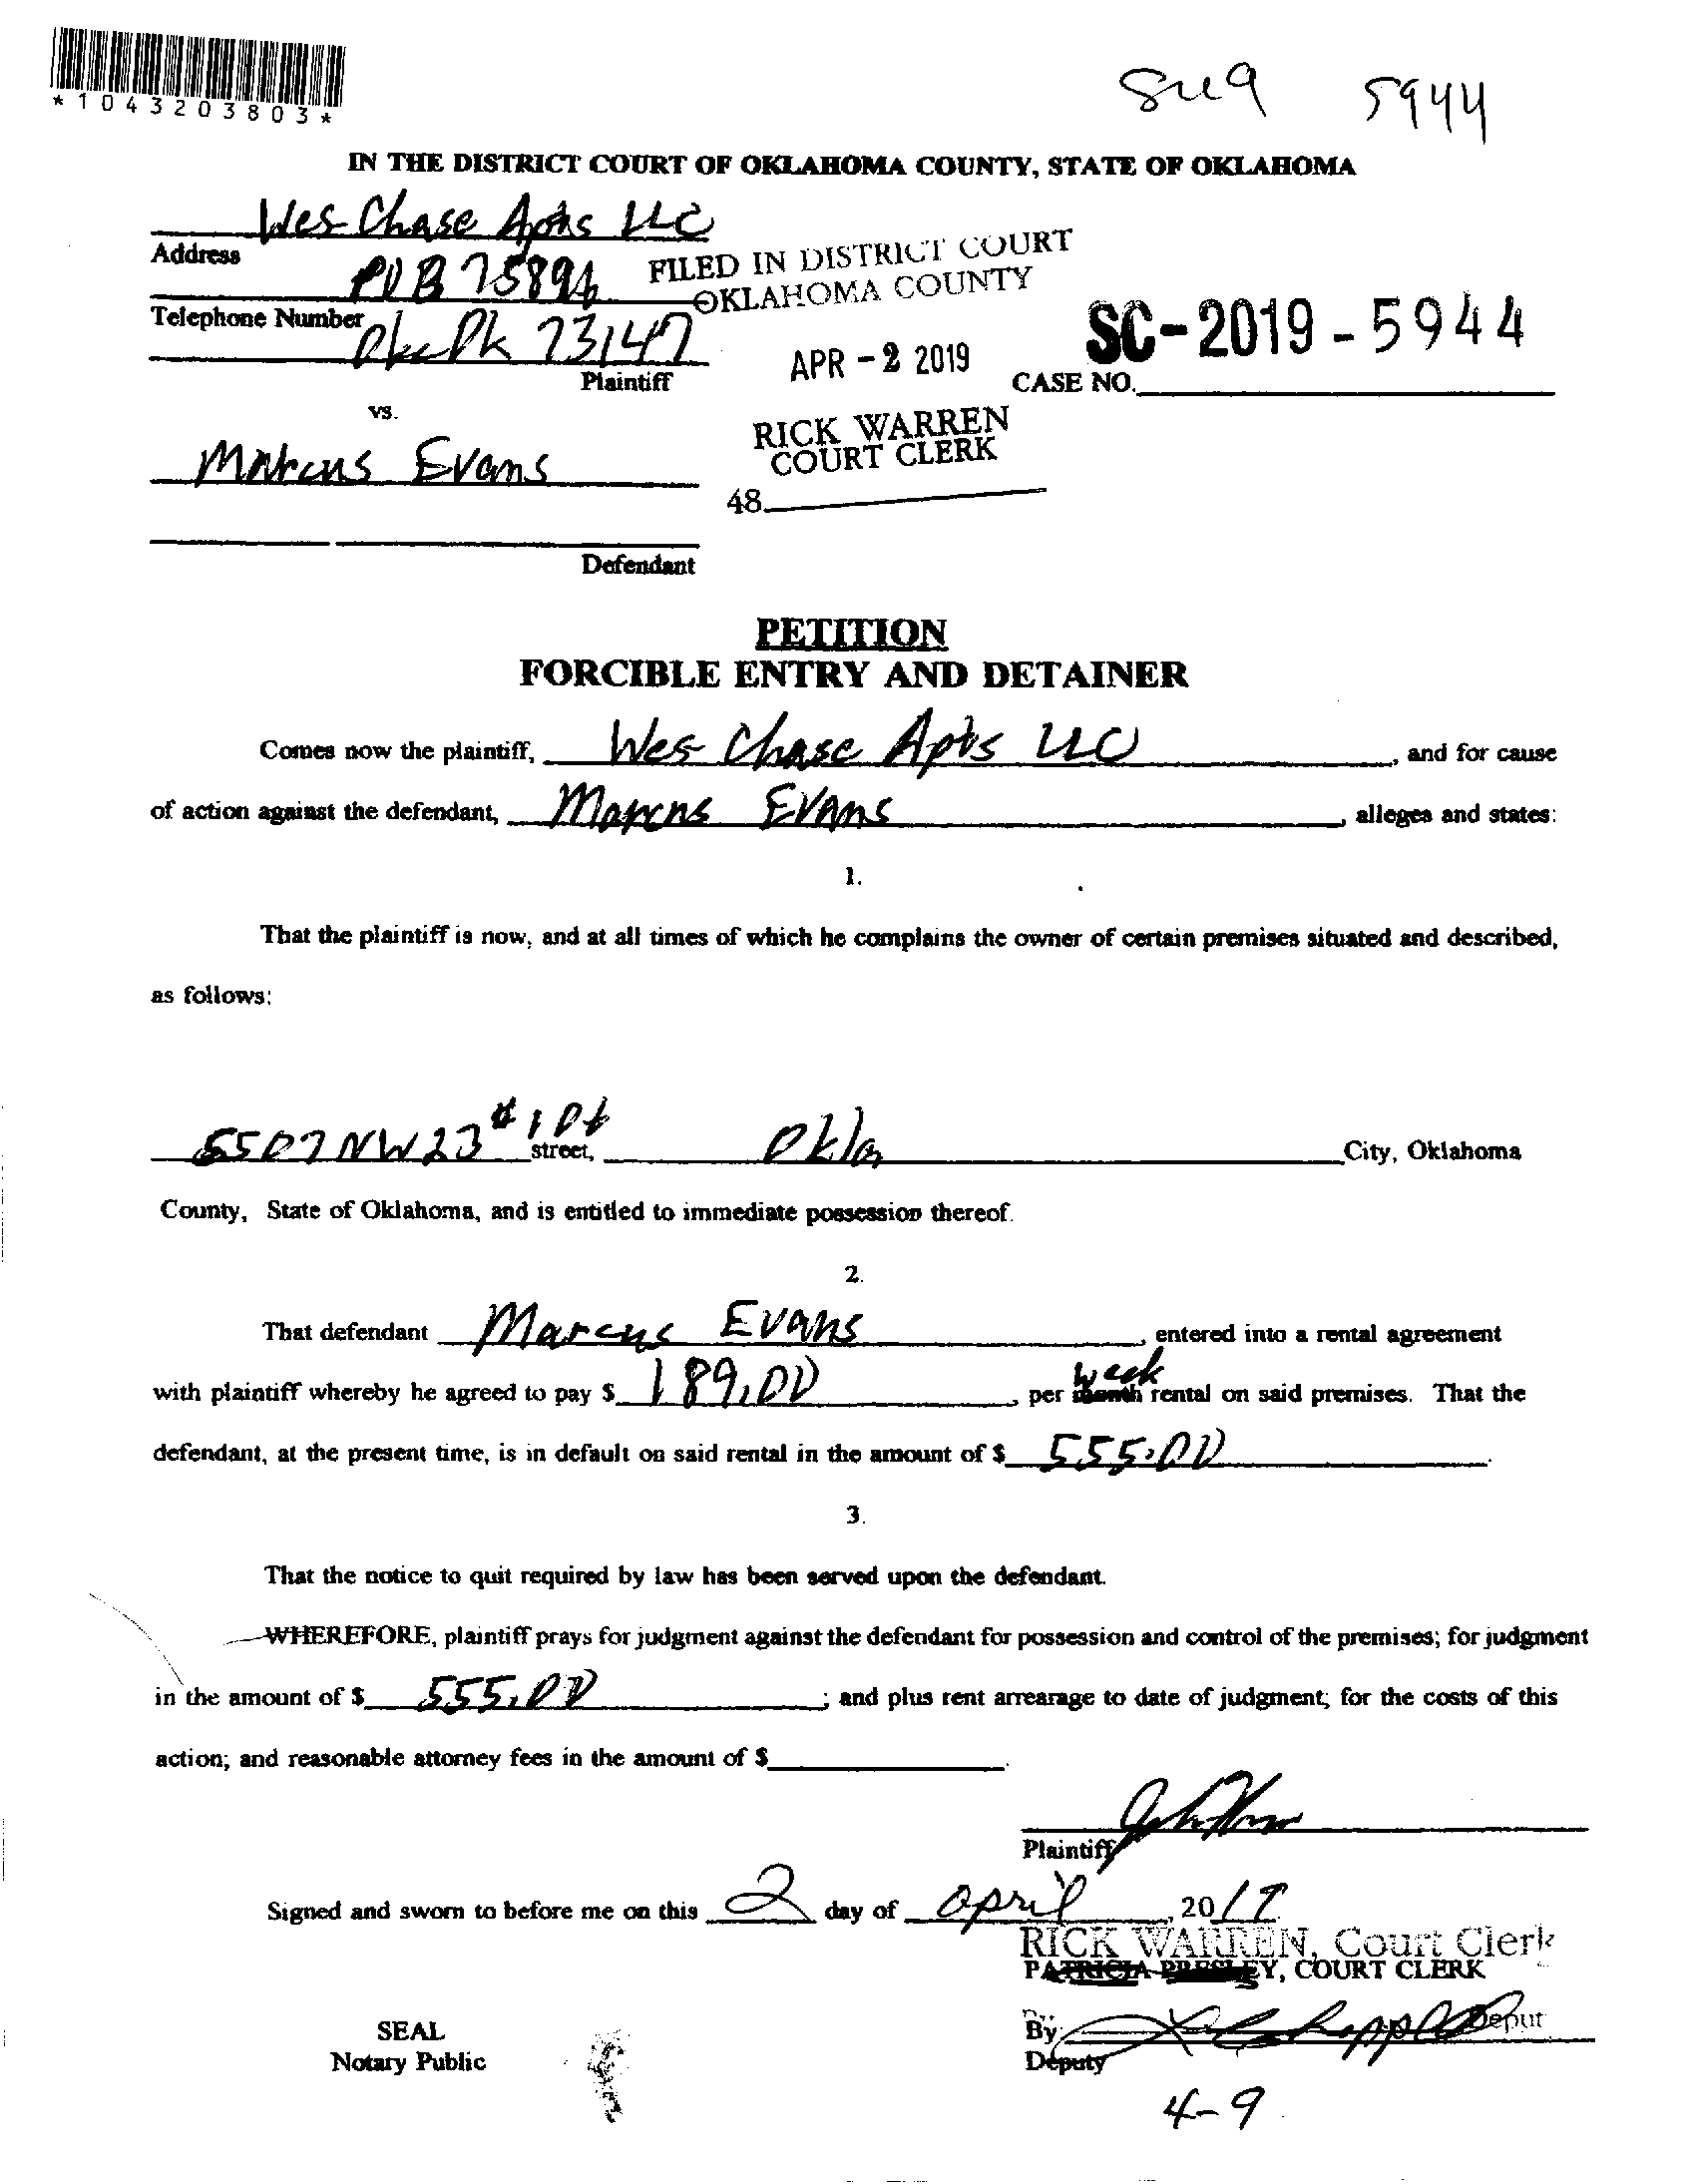 *1043203803*
5944
IN THE DISTRICT COURT OF OKLAHOMA COUNTY, STATE OF OKLAHOMA
Wes Chase Apts LLC
Address
POB 75894
Telephone Number
Okc Ok 73147
Plaintiff
FILED IN DISTRICT COURT
OKLAHOMA COUNTY
APR - 2 2019
RICK WARREN
COURT CLERK
48
SC-2019-5944
CASE NO.
vs.
Marcus Evans
Defendant
PETITION
FORCIBLE ENTRY AND DETAINER
Comes now the plaintiff, Wes Chase Apts LLC, and for cause
of action against the defendant, Marcus Evans, alleges and states:
1.
That the plaintiff is now, and at all times of which he complains the owner of certain premises situated and described,
as follows:
5507 NW 23 street, Okla City, Oklahoma
County, State of Oklahoma, and is entitled to immediate possession thereof.
2.
That defendant Marcus Evans, entered into a rental agreement
with plaintiff whereby he agreed to pay $ 189.00, per month week rental on said premises. That the
defendant, at the present time, is in default on said rental in the amount of $ 555.00.
3.
That the notice to quit required by law has been served upon the defendant.
WHEREFORE, plaintiff prays for judgment against the defendant for possession and control of the premises; for judgment
in the amount of $ 555.00; and plus rent arrearage to date of judgment; for the costs of this
action; and reasonable attorney fees in the amount of $
Plaintiff
Signed and sworn to before me on this 2 day of April, 2019
RICK WARREN, Court Clerk
PATRICIA PRESLEY, COURT CLERK
By
Deput
Deputy
SEAL
Notary Public
4-9